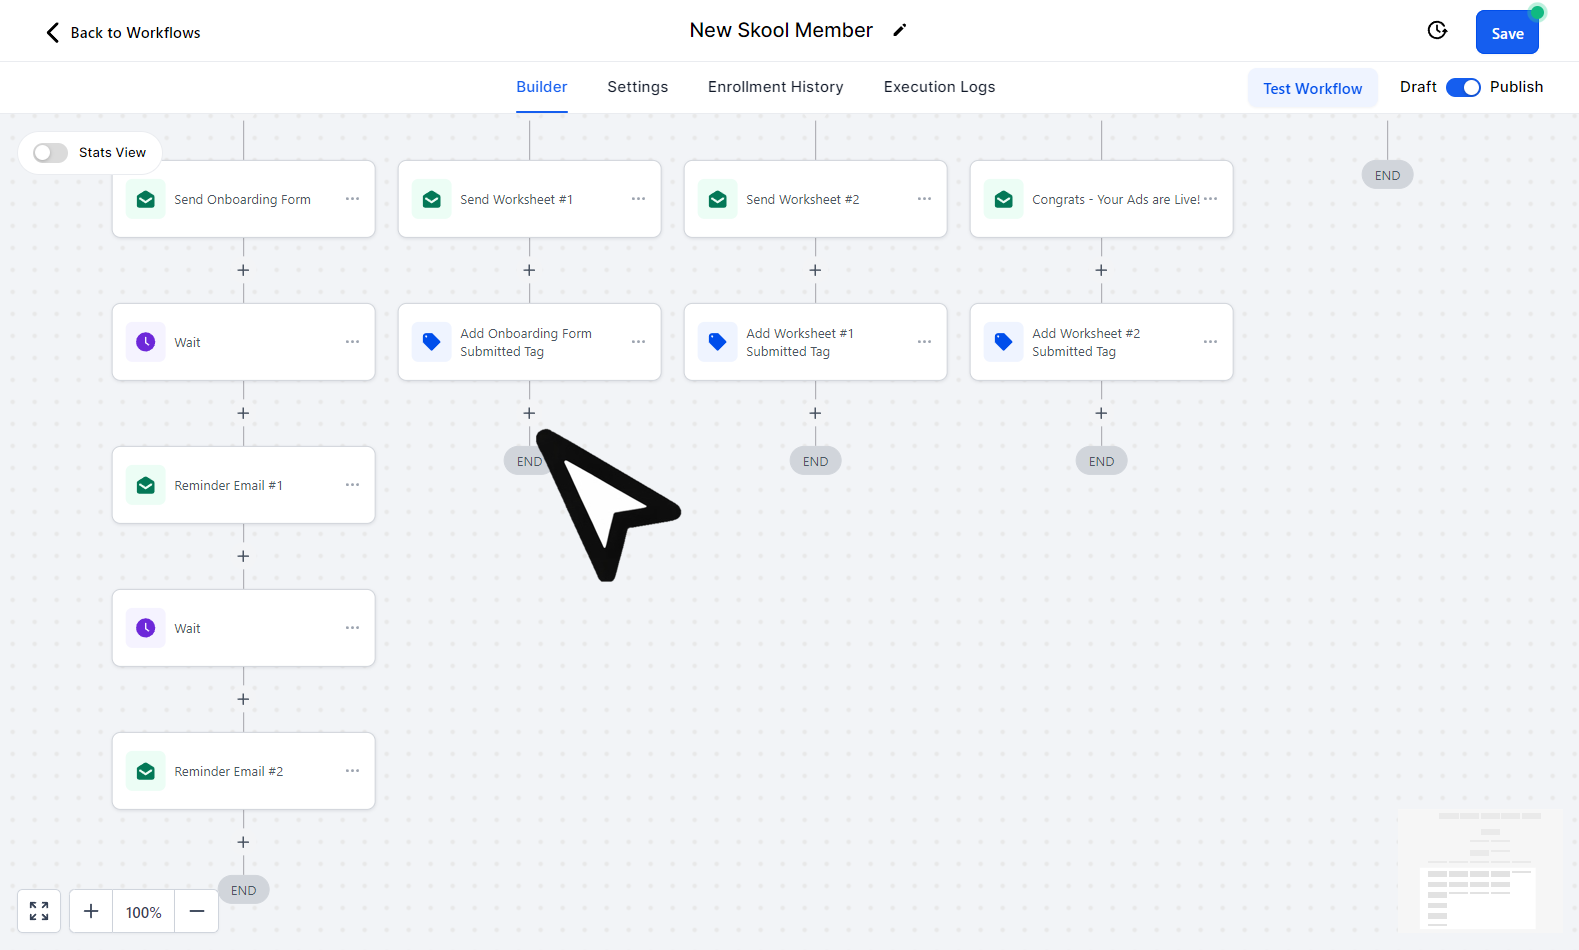 Back to Workflows
New Skool Member
Save
Builder
Settings
Enrollment History
Execution Logs
Test Workflow
Draft
Publish
Stats View
END
Send Onboarding Form
Send Worksheet #1
Send Worksheet #2
Congrats - Your Ads are Live!
Wait
Add Onboarding Form
Submitted Tag
Add Worksheet #1
Submitted Tag
Add Worksheet #2
Submitted Tag
END
END
END
Reminder Email #1
Wait
Reminder Email #2
END
100%